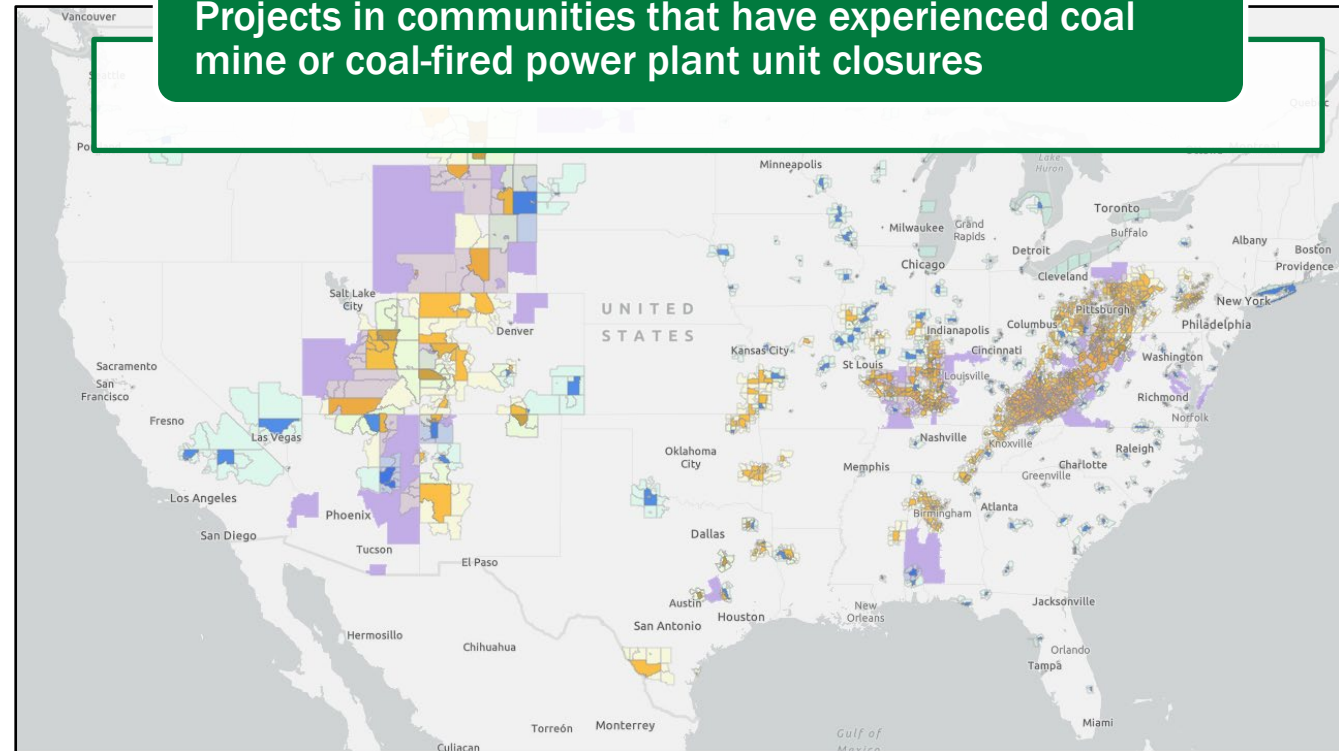 Projects in communities that have experienced coal
mine or coal-fired power plant unit closures
Vancouver
Minneapolis
Lake
Huron
Toronto
Milwaukee
Grand
Rapids
Buffalo
Detroit
Albany
Boston
Chicago
Cleveland
Providence
Salt Lake
City
UNITED
STATES
Denver
New York
Pittsburgh
Columbus
Indianapolis
Philadelphia
Kansas City
Cincinnati
Washington
Sacramento
San
Francisco
St Louis
Louisville
Richmond
Norfolk
Fresno
Las Vegas
Nashville
Knoxville
Raleigh
Oklahoma
City
Memphis
Charlotte
Greenville
Los Angeles
Phoenix
Birmingham
Atlanta
San Diego
Dallas
Tucson
El Paso
Austin
Houston
New
Orleans
Jacksonville
San Antonio
Hermosillo
Chihuahua
Orlando
Tampa
Torreón
Monterrey
Miami
Gulf of
Culiacan